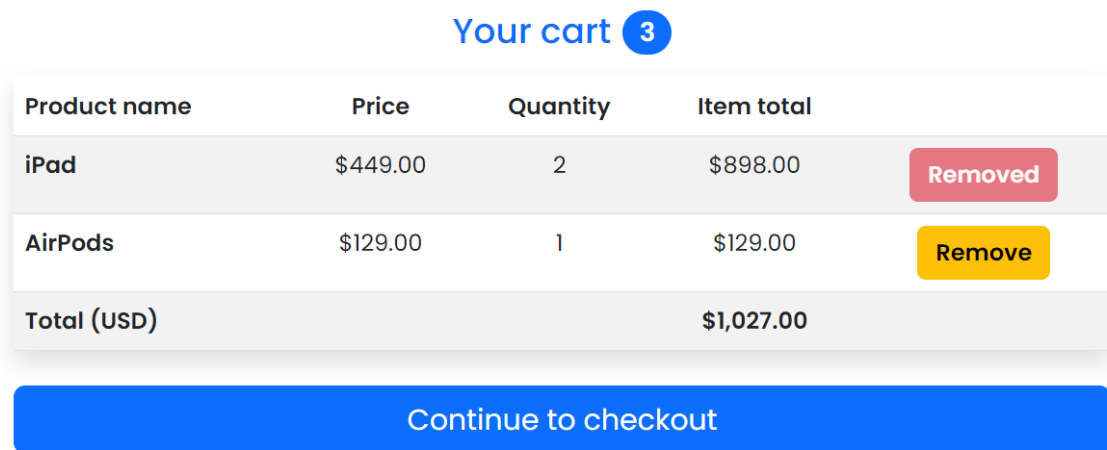 Your cart 3
Product name Price Quantity Item total
iPad $449.00 2 $898.00 Removed
AirPods $129.00 1 $129.00 Remove
Total (USD) $1,027.00
Continue to checkout